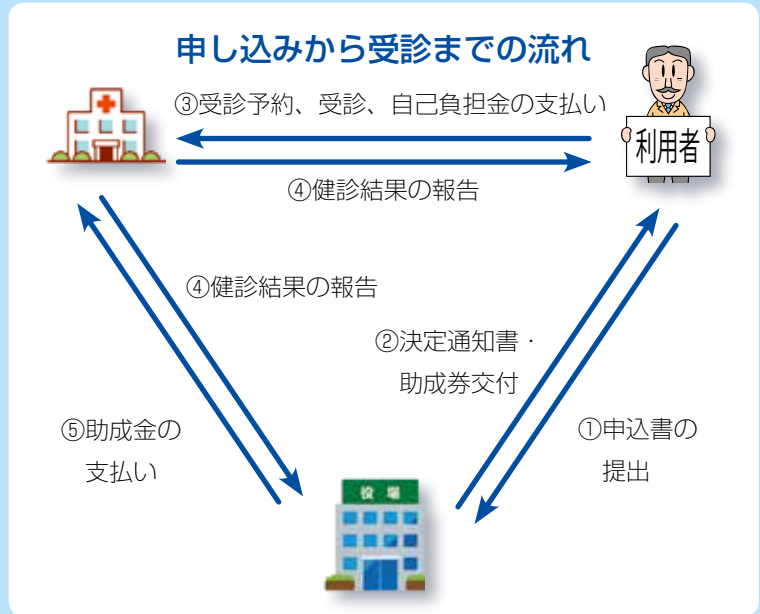 申し込みから受診までの流れ
③受診予約、受診、自己負担金の支払い
利用者
④健診結果の報告
④健診結果の報告
②決定通知書・
助成券交付
⑤助成金の
支払い
①申込書の
提出
役場